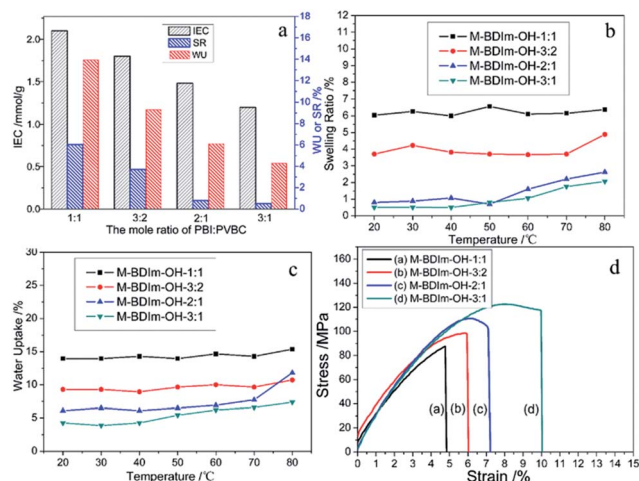 a
IEC
SR
WU
IEC/mmol/g
2.0
1.5
1.0
0.5
0.0
WU or SR /%
18
16
14
12
10
8
6
4
2
0
1:1 3:2 2:1 3:1
The mole ratio of PBI:PVBC
b
M-BDIm-OH-1:1
M-BDIm-OH-3:2
M-BDIm-OH-2:1
M-BDIm-OH-3:1
Swelling Ratio/%
12
11
10
9
8
7
6
5
4
3
2
1
0
20 30 40 50 60 70 80
Temperature /℃
c
M-BDIm-OH-1:1
M-BDIm-OH-3:2
M-BDIm-OH-2:1
M-BDIm-OH-3:1
Water Uptake /%
30
25
20
15
10
5
0
20 30 40 50 60 70 80
Temperature /℃
d
(a) M-BDIm-OH-1:1
(b) M-BDIm-OH-3:2
(c) M-BDIm-OH-2:1
(d) M-BDIm-OH-3:1
(a) (b) (c) (d)
Stress /MPa
180
160
140
120
100
80
60
40
20
0
0 1 2 3 4 5 6 7 8 9 10 11 12 13 14 15
Strain /%